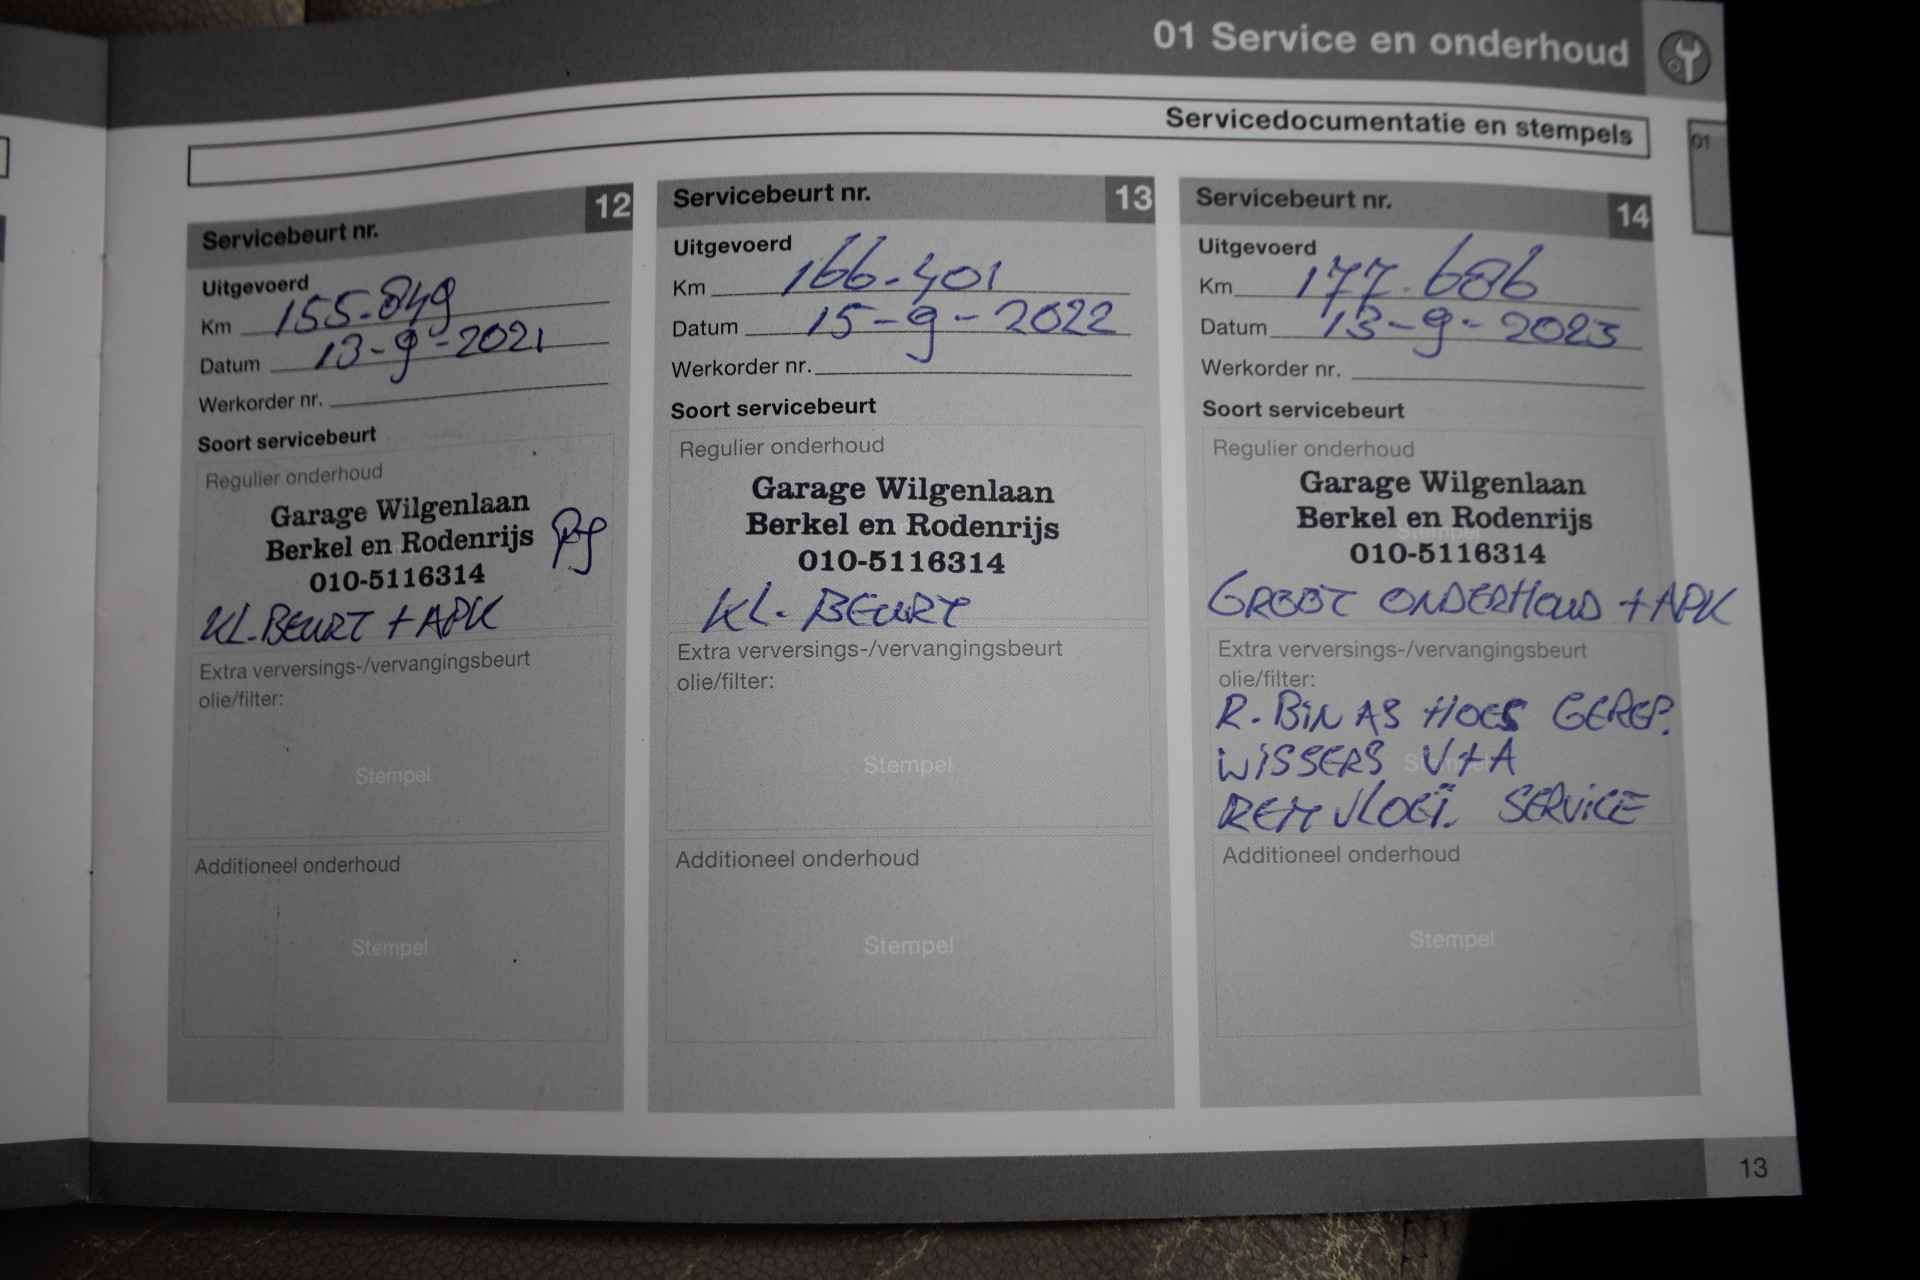 01 Service en onderhoud
Servicedocumentatie en stempels
01
Servicebeurt nr. 12
Uitgevoerd
Km 155.849
Datum 13-9-2021
Werkorder nr.
Soort servicebeurt
Regulier onderhoud
Garage Wilgenlaan
Berkel en Rodenrijs
010-5116314
KL. BEURT + APK
Extra verversings-/vervangingsbeurt
olie/filter:
Stempel
Additioneel onderhoud
Stempel
Servicebeurt nr. 13
Uitgevoerd
Km 166.401
Datum 15-9-2022
Werkorder nr.
Soort servicebeurt
Regulier onderhoud
Garage Wilgenlaan
Berkel en Rodenrijs
010-5116314
KL. BEURT
Extra verversings-/vervangingsbeurt
olie/filter:
Stempel
Additioneel onderhoud
Stempel
Servicebeurt nr. 14
Uitgevoerd
Km 177.686
Datum 13-9-2023
Werkorder nr.
Soort servicebeurt
Regulier onderhoud
Stempel
Garage Wilgenlaan
Berkel en Rodenrijs
010-5116314
GROOT ONDERHOUD + APK
Extra verversings-/vervangingsbeurt
olie/filter:
R. BIN AS HOES GEREP.
WISSERS V+A
REM VLOEI. SERVICE
Stempel
Additioneel onderhoud
Stempel
13